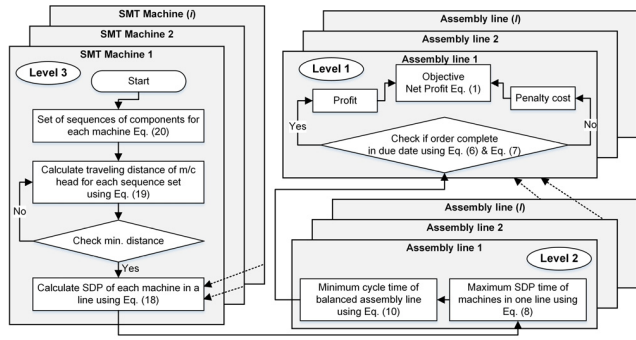 SMT Machine (i)
SMT Machine 2
SMT Machine 1
Level 3
Start
Set of sequences of components for
each machine Eq. (20)
Calculate traveling distance of m/c
head for each sequence set
using Eq. (19)
No
Check min. distance
Yes
Calculate SDP of each machine in a
line using Eq. (18)
Assembly line (l)
Assembly line 2
Assembly line 1
Level 1
Objective
Net Profit Eq. (1)
Profit
Penalty cost
Yes
No
Check if order complete
in due date using Eq. (6) & Eq. (7)
Assembly line (l)
Assembly line 2
Assembly line 1
Level 2
Minimum cycle time of
balanced assembly line
using Eq. (10)
Maximum SDP time of
machines in one line using
Eq. (8)